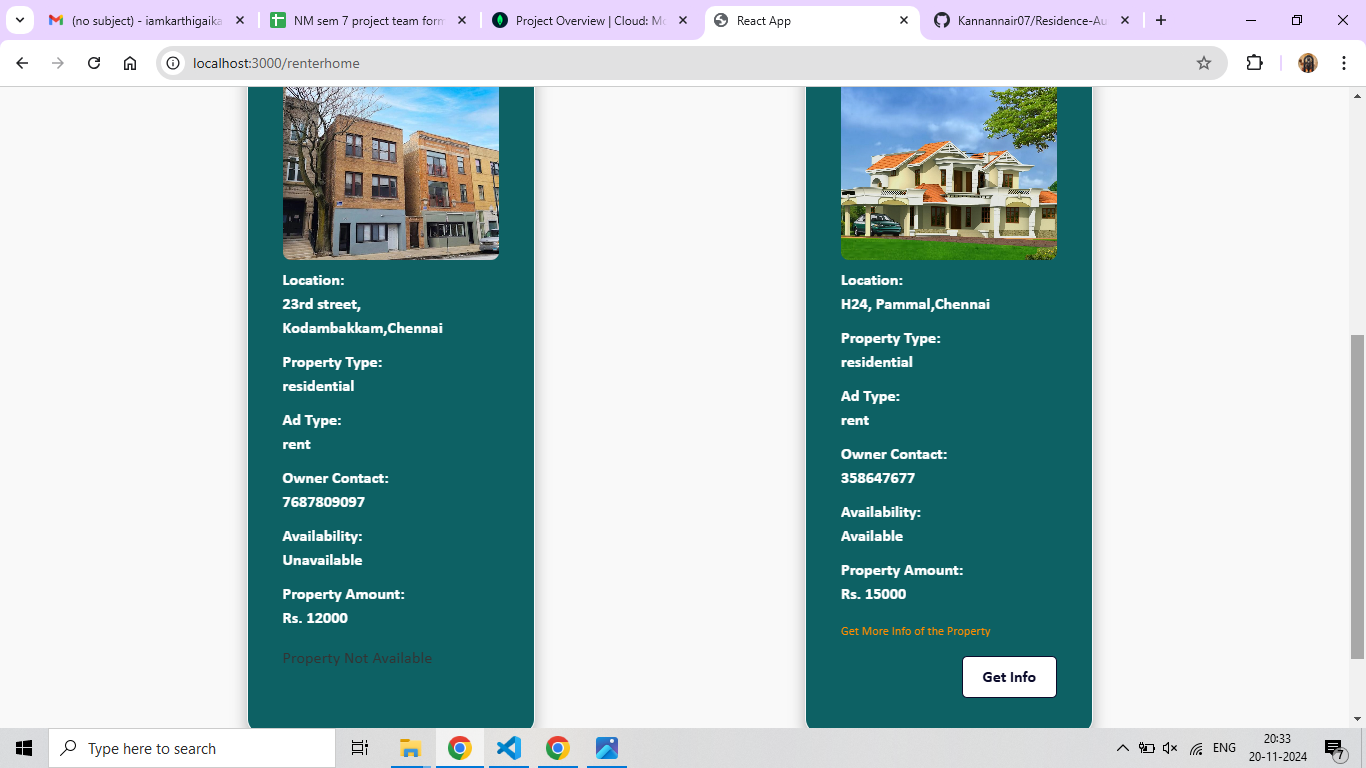 (no subject) - iamkarthigaika
NM sem 7 project team form
Project Overview | Cloud: Mo
React App
Kannannair07/Residence-Au
localhost:3000/renterhome
Location:
23rd street,
Kodambakkam,Chennai
Property Type:
residential
Ad Type:
rent
Owner Contact:
7687809097
Availability:
Unavailable
Property Amount:
Rs. 12000
Property Not Available
Location:
H24, Pammal,Chennai
Property Type:
residential
Ad Type:
rent
Owner Contact:
358647677
Availability:
Available
Property Amount:
Rs. 15000
Get More Info of the Property
Get Info
Type here to search
ENG
20:33
20-11-2024
7